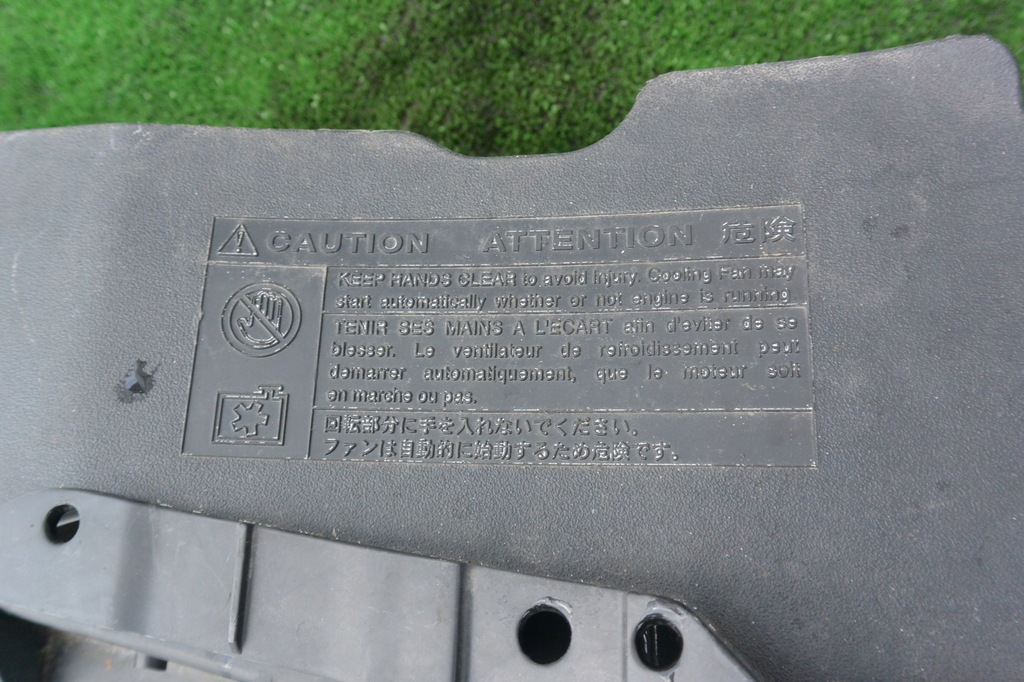 CAUTION ATTENTION 危険
KEEP HANDS CLEAR to avoid injury. Cooling Fan may
start automatically whether or not engine is running
TENIR SES MAINS A L'ECART afin d'eviter de se
blesser. Le ventilateur de refroidissement peut
demarrer automatiquement, que le moteur soit
en marche ou pas.
回転部分に手を入れないでください。
ファンは自動的に始動するため危険です。